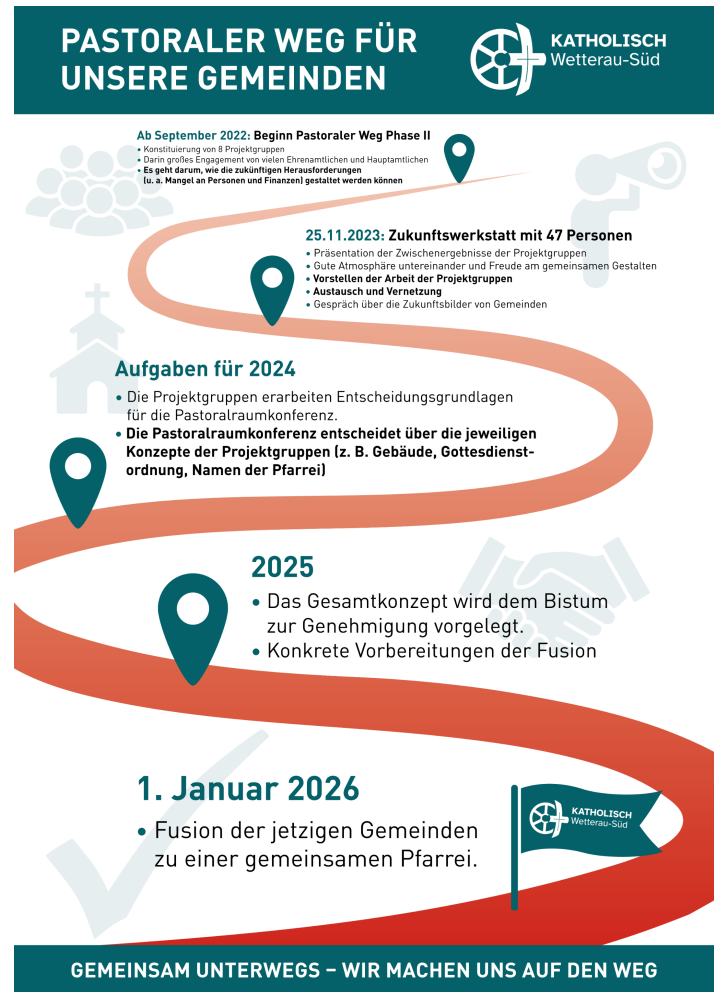 PASTORALER WEG FÜR
UNSERE GEMEINDEN
KATHOLISCH
Wetterau-Süd
Ab September 2022: Beginn Pastoraler Weg Phase II
• Konstituierung von 8 Projektgruppen
• Darin großes Engagement von vielen Ehrenamtlichen und Hauptamtlichen
• Es geht darum, wie die zukünftigen Herausforderungen
(u. a. Mangel an Personen und Finanzen) gestaltet werden können
25.11.2023: Zukunftswerkstatt mit 47 Personen
• Präsentation der Zwischenergebnisse der Projektgruppen
• Gute Atmosphäre untereinander und Freude am gemeinsamen Gestalten
• Vorstellen der Arbeit der Projektgruppen
• Austausch und Vernetzung
• Gespräch über die Zukunftsbilder von Gemeinden
Aufgaben für 2024
• Die Projektgruppen erarbeiten Entscheidungsgrundlagen
für die Pastoralraumkonferenz.
• Die Pastoralraumkonferenz entscheidet über die jeweiligen
Konzepte der Projektgruppen (z. B. Gebäude, Gottesdienst-
ordnung, Namen der Pfarrei)
2025
• Das Gesamtkonzept wird dem Bistum
zur Genehmigung vorgelegt.
• Konkrete Vorbereitungen der Fusion
1. Januar 2026
• Fusion der jetzigen Gemeinden
zu einer gemeinsamen Pfarrei.
KATHOLISCH
Wetterau-Süd
GEMEINSAM UNTERWEGS – WIR MACHEN UNS AUF DEN WEG